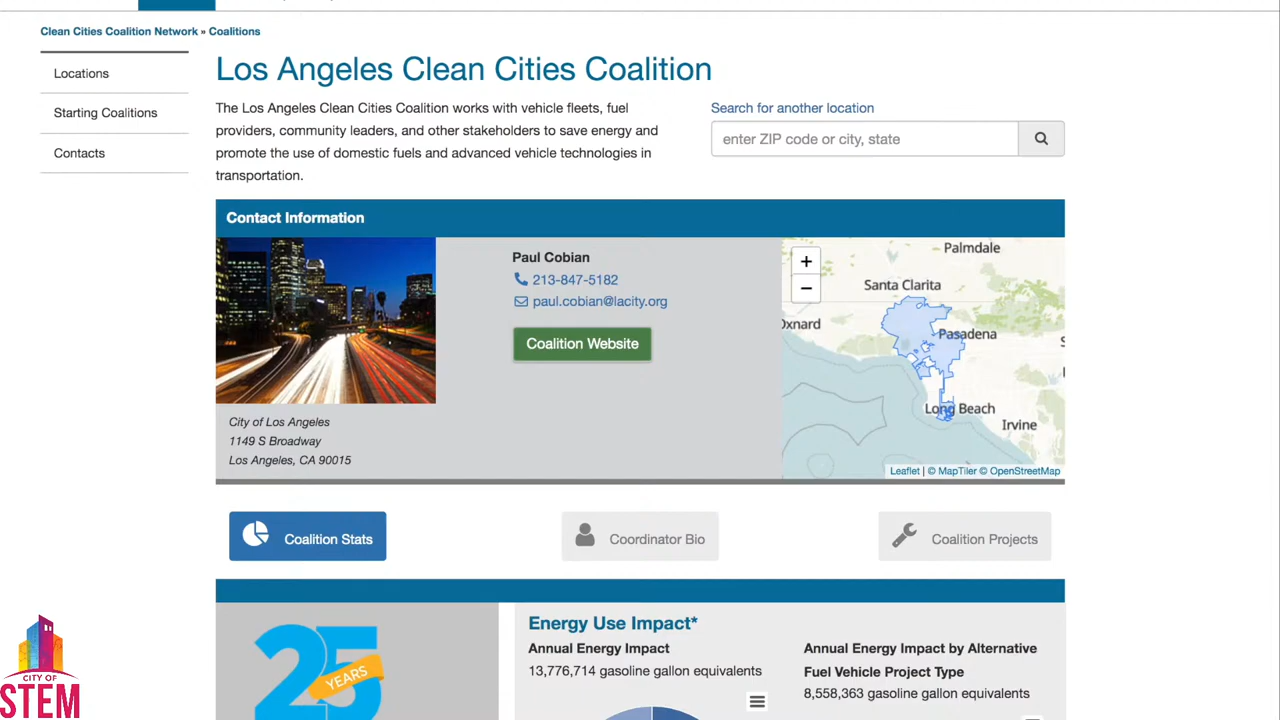 Clean Cities Coalition Network » Coalitions
Locations
Starting Coalitions
Contacts
Los Angeles Clean Cities Coalition
The Los Angeles Clean Cities Coalition works with vehicle fleets, fuel
providers, community leaders, and other stakeholders to save energy and
promote the use of domestic fuels and advanced vehicle technologies in
transportation.
Search for another location
enter ZIP code or city, state
Contact Information
Paul Cobian
213-847-5182
paul.cobian@lacity.org
Coalition Website
City of Los Angeles
1149 S Broadway
Los Angeles, CA 90015
+
−
Palmdale
Santa Clarita
Oxnard
Pasadena
Long Beach
Irvine
Leaflet | © MapTiler © OpenStreetMap
Coalition Stats
Coordinator Bio
Coalition Projects
25
YEARS
Energy Use Impact*
Annual Energy Impact
13,776,714 gasoline gallon equivalents
Annual Energy Impact by Alternative
Fuel Vehicle Project Type
8,558,363 gasoline gallon equivalents
CITY OF
STEM